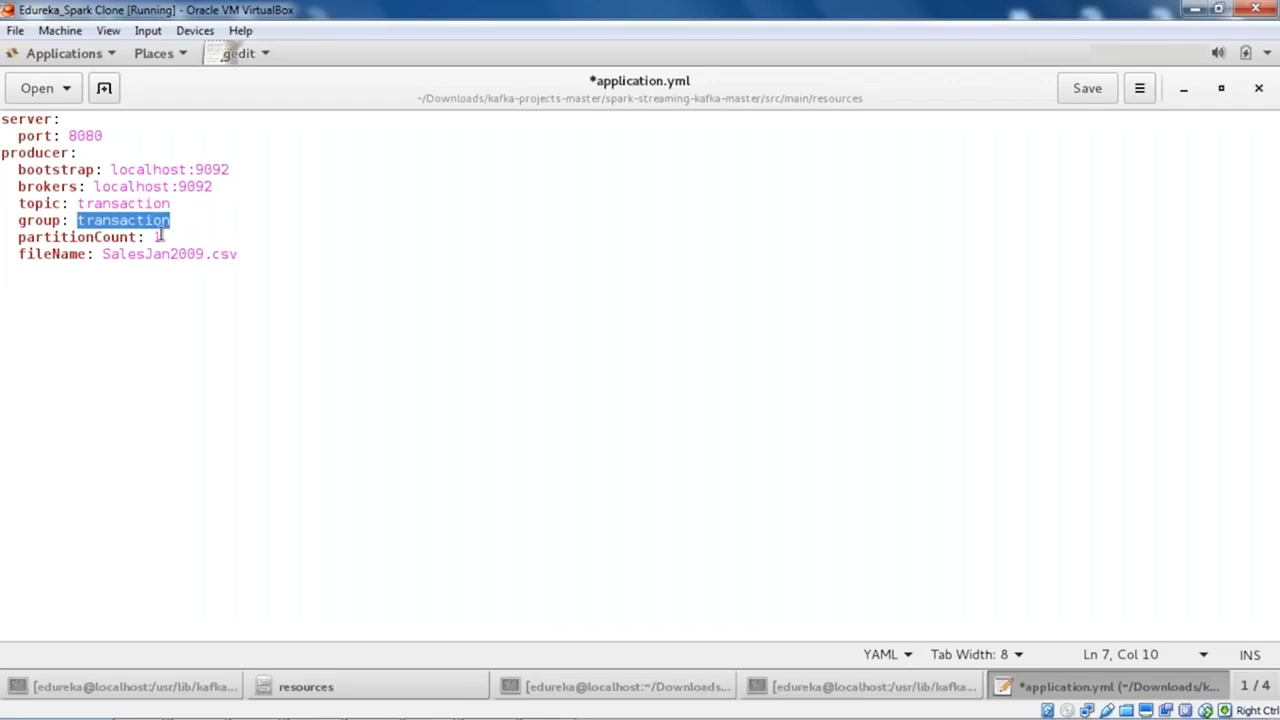 Edureka_Spark Clone [Running] - Oracle VM VirtualBox
File Machine View Input Devices Help
Applications Places gedit
Open *application.yml Save
~/Downloads/kafka-projects-master/spark-streaming-kafka-master/src/main/resources
server:
port: 8080
producer:
bootstrap: localhost:9092
brokers: localhost:9092
topic: transaction
group: transaction
partitionCount: 1
fileName: SalesJan2009.csv
YAML Tab Width: 8 Ln 7, Col 10 INS
[edureka@localhost:/usr/lib/kafka... resources [edureka@localhost:~/Downloads... [edureka@localhost:/usr/lib/kafka... *application.yml (~/Downloads/k... 1 / 4
Right Ctrl